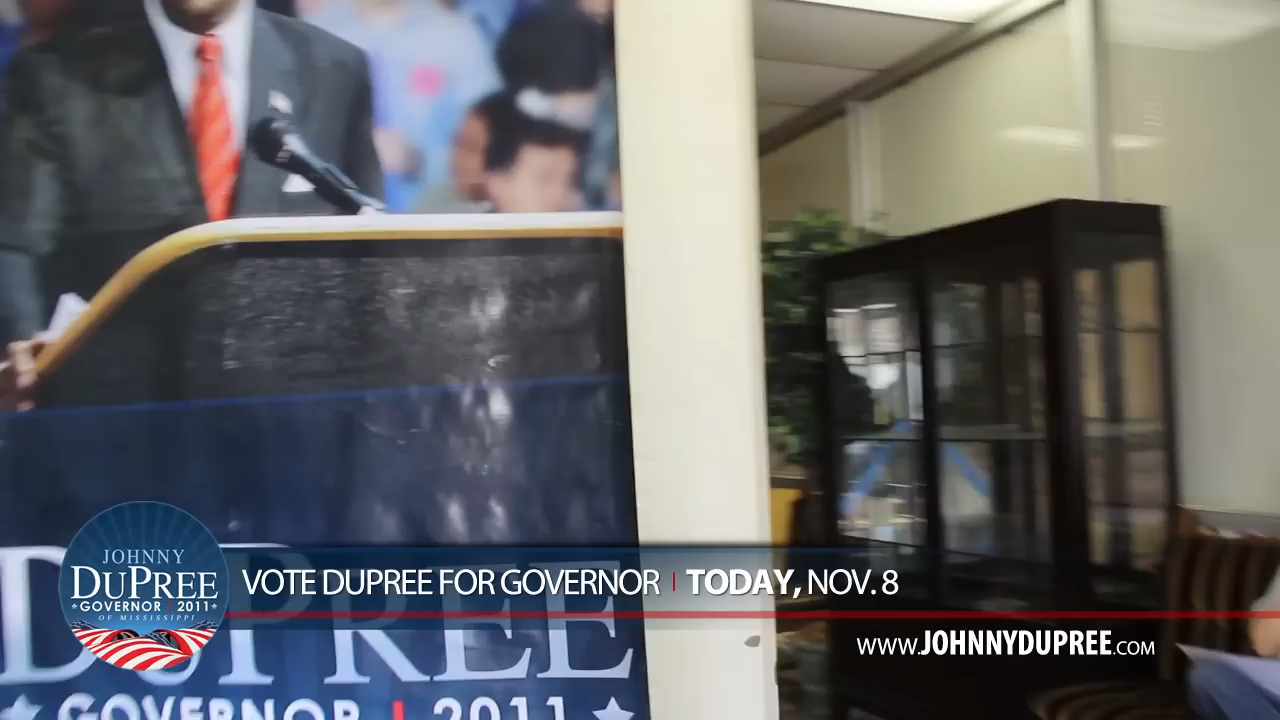 JOHNNY
DUPREE
★ GOVERNOR | 2011 ★
OF MISSISSIPPI
VOTE DUPREE FOR GOVERNOR | TODAY, NOV. 8
WWW.JOHNNYDUPREE.COM
DUPREE
★ GOVERNOR | 2011 ★